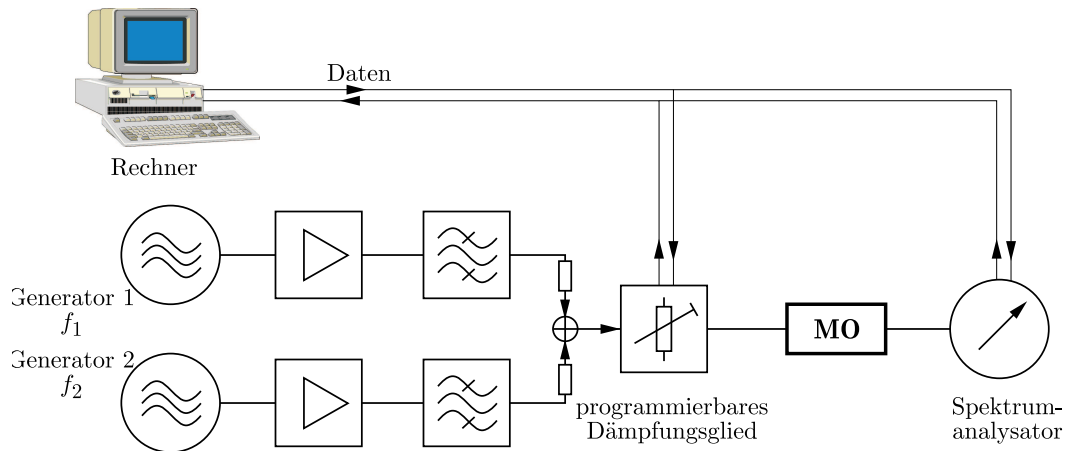 Daten
Rechner
Generator 1
f1
Generator 2
f2
MO
programmierbares
Dämpfungsglied
Spektrum-
analysator